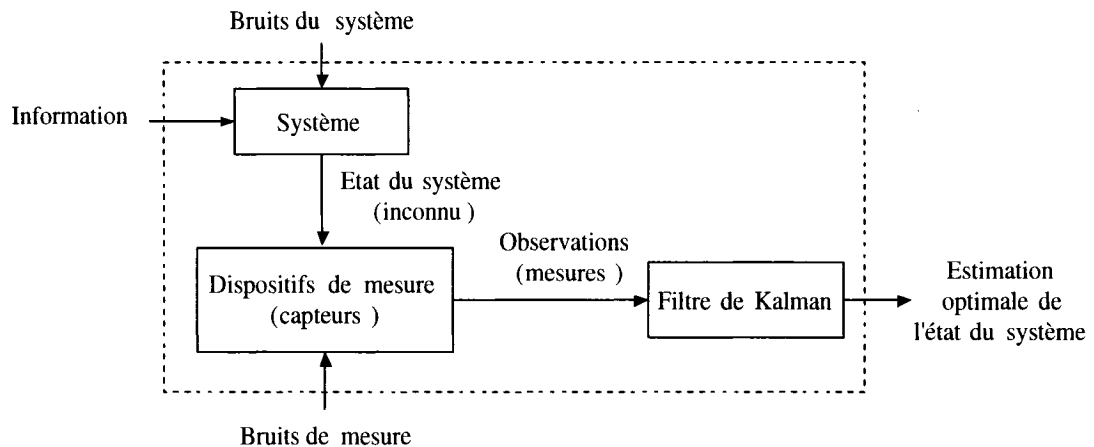 Bruits du système
Information
Système
Etat du système
(inconnu )
Observations
(mesures )
Dispositifs de mesure
(capteurs )
Filtre de Kalman
Estimation
optimale de
l'état du système
Bruits de mesure